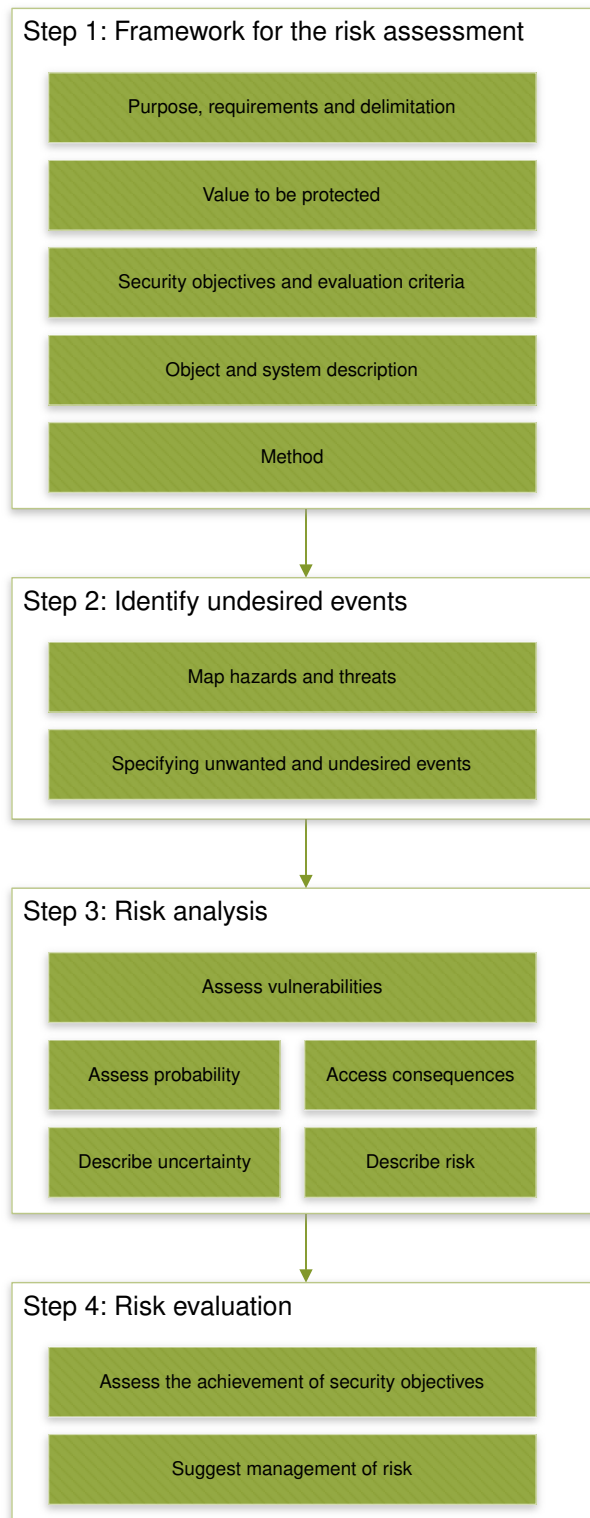 Step 1: Framework for the risk assessment
Purpose, requirements and delimitation
Value to be protected
Security objectives and evaluation criteria
Object and system description
Method
Step 2: Identify undesired events
Map hazards and threats
Specifying unwanted and undesired events
Step 3: Risk analysis
Assess vulnerabilities
Assess probability
Access consequences
Describe uncertainty
Describe risk
Step 4: Risk evaluation
Assess the achievement of security objectives
Suggest management of risk